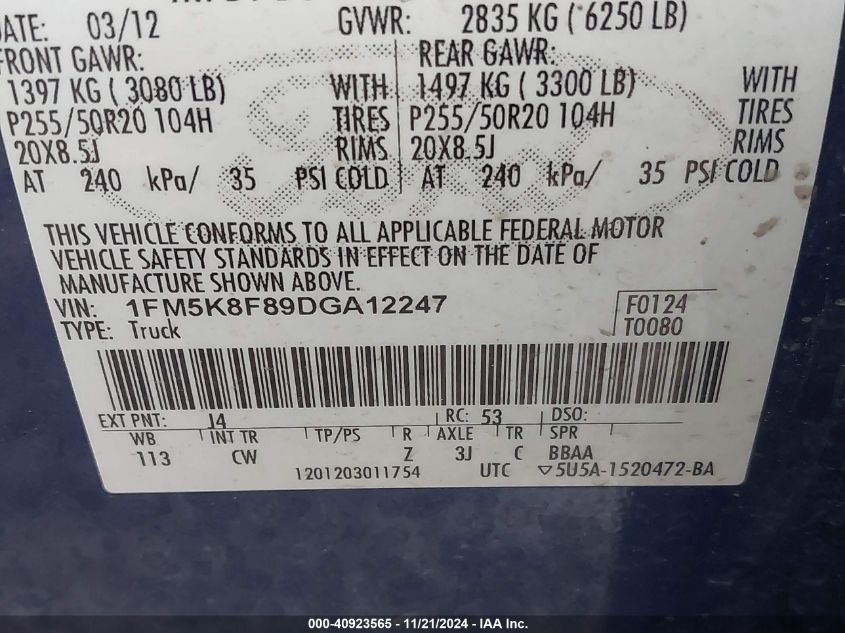 DATE: 03/12 GVWR: 2835 KG ( 6250 LB)
FRONT GAWR: REAR GAWR:
1397 KG ( 3080 LB) WITH 1497 KG ( 3300 LB) WITH
P255/50R20 104H TIRES P255/50R20 104H TIRES
20X8.5J RIMS 20X8.5J RIMS
AT 240 kPa/ 35 PSI COLD AT 240 kPa/ 35 PSI COLD
THIS VEHICLE CONFORMS TO ALL APPLICABLE FEDERAL MOTOR
VEHICLE SAFETY STANDARDS IN EFFECT ON THE DATE OF
MANUFACTURE SHOWN ABOVE.
VIN: 1FM5K8F89DGA12247 F0124
TYPE: Truck T0080
EXT PNT: J4 RC: 53 DSO:
WB INT TR TP/PS R AXLE TR SPR
113 CW Z 3J C BBAA
1201203011754 UTC ▽5U5A-1520472-BA
000-40923565 - 11/21/2024 - IAA Inc.